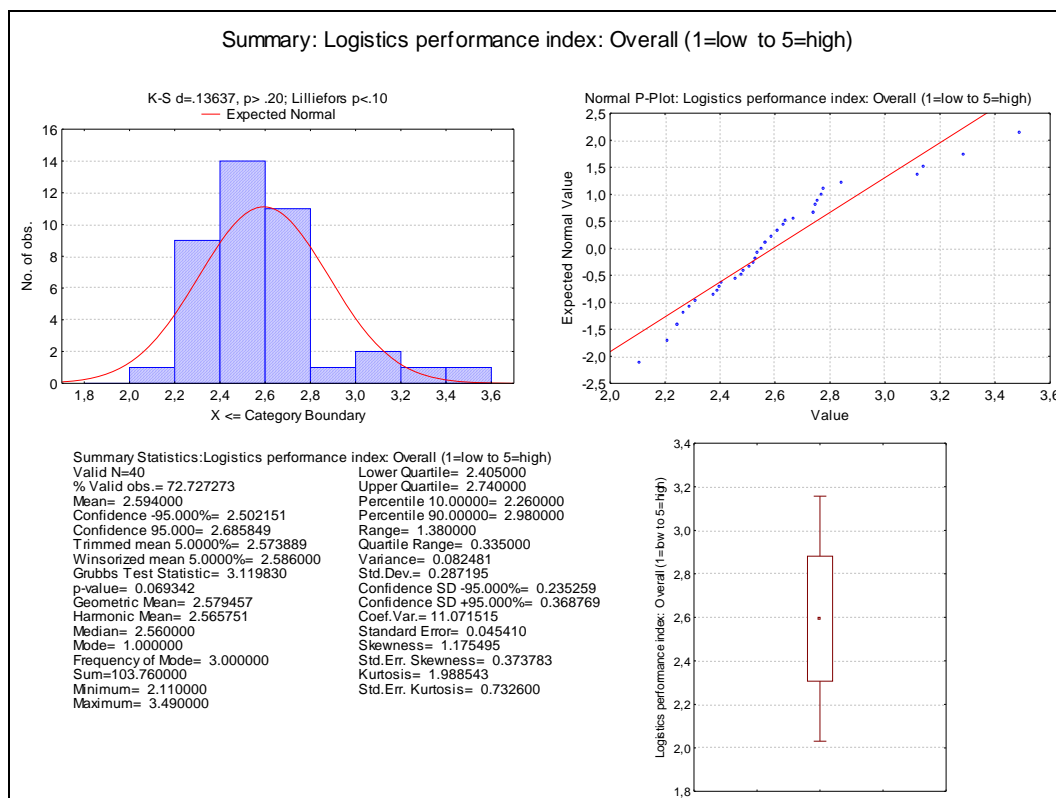 Summary: Logistics performance index: Overall (1=low to 5=high)
K-S d=.13637, p> .20; Lilliefors p<.10
Expected Normal
16
14
12
10
8
6
4
2
0
No. of obs.
1,8 2,0 2,2 2,4 2,6 2,8 3,0 3,2 3,4 3,6
X <= Category Boundary
Normal P-Plot: Logistics performance index: Overall (1=low to 5=high)
2,5
2,0
1,5
1,0
0,5
0,0
-0,5
-1,0
-1,5
-2,0
-2,5
Expected Normal Value
2,0 2,2 2,4 2,6 2,8 3,0 3,2 3,4 3,6
Value
Summary Statistics:Logistics performance index: Overall (1=low to 5=high)
Valid N=40
% Valid obs.= 72.727273
Mean= 2.594000
Confidence -95.000%= 2.502151
Confidence 95.000= 2.685849
Trimmed mean 5.0000%= 2.573889
Winsorized mean 5.0000%= 2.586000
Grubbs Test Statistic= 3.119830
p-value= 0.069342
Geometric Mean= 2.579457
Harmonic Mean= 2.565751
Median= 2.560000
Mode= 1.000000
Frequency of Mode= 3.000000
Sum=103.760000
Minimum= 2.110000
Maximum= 3.490000
Lower Quartile= 2.405000
Upper Quartile= 2.740000
Percentile 10.00000= 2.260000
Percentile 90.00000= 2.980000
Range= 1.380000
Quartile Range= 0.335000
Variance= 0.082481
Std.Dev.= 0.287195
Confidence SD -95.000%= 0.235259
Confidence SD +95.000%= 0.368769
Coef.Var.= 11.071515
Standard Error= 0.045410
Skewness= 1.175495
Std.Err. Skewness= 0.373783
Kurtosis= 1.988543
Std.Err. Kurtosis= 0.732600
3,4
3,2
3,0
2,8
2,6
2,4
2,2
2,0
1,8
Logistics performance index: Overall (1=low to 5=high)